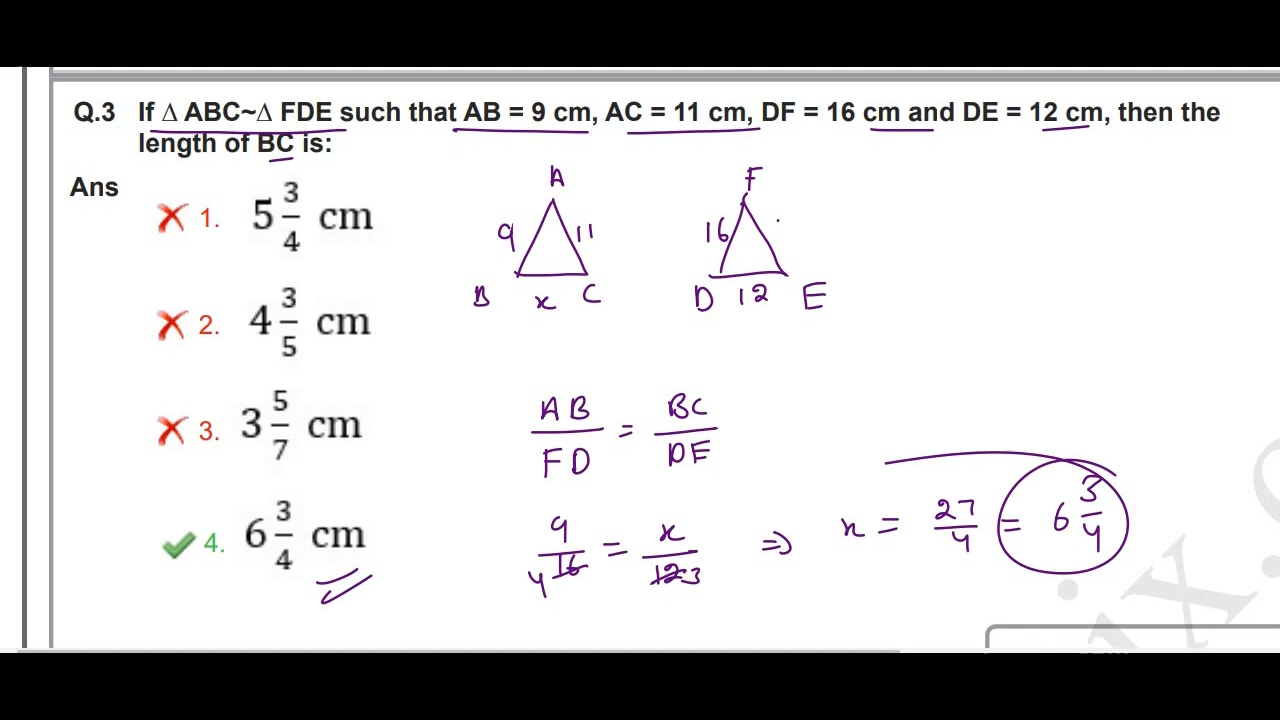 Q.3 If Δ ABC~Δ FDE such that AB = 9 cm, AC = 11 cm, DF = 16 cm and DE = 12 cm, then the
length of BC is:
Ans
1. 5 3/4 cm
2. 4 3/5 cm
3. 3 5/7 cm
4. 6 3/4 cm
A
9 11
B x C
F
16
D 12 E
AB/FD = BC/DE
9/16 = x/12 ⇒ x = 27/4 = 6 3/4
4 3